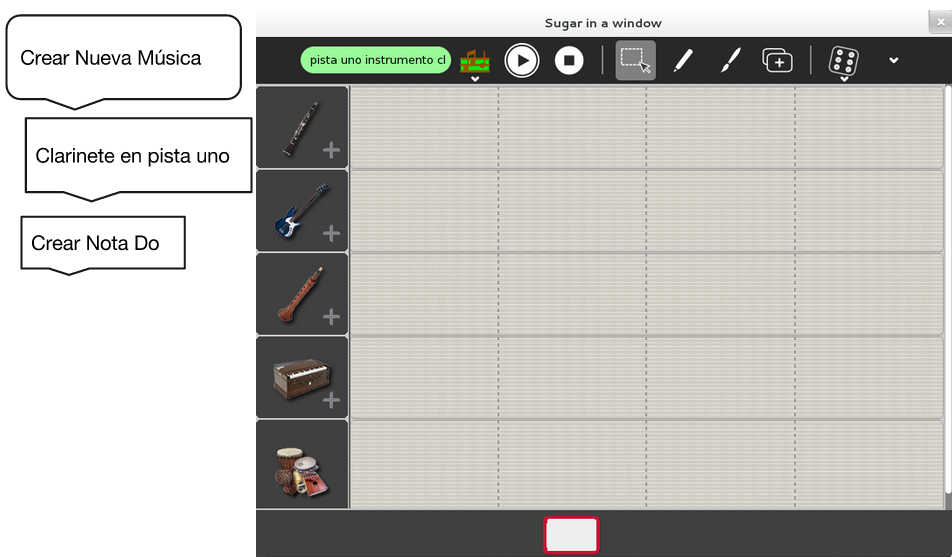 Sugar in a window
Crear Nueva Música
pista uno instrumento cl
Clarinete en pista uno
Crear Nota Do